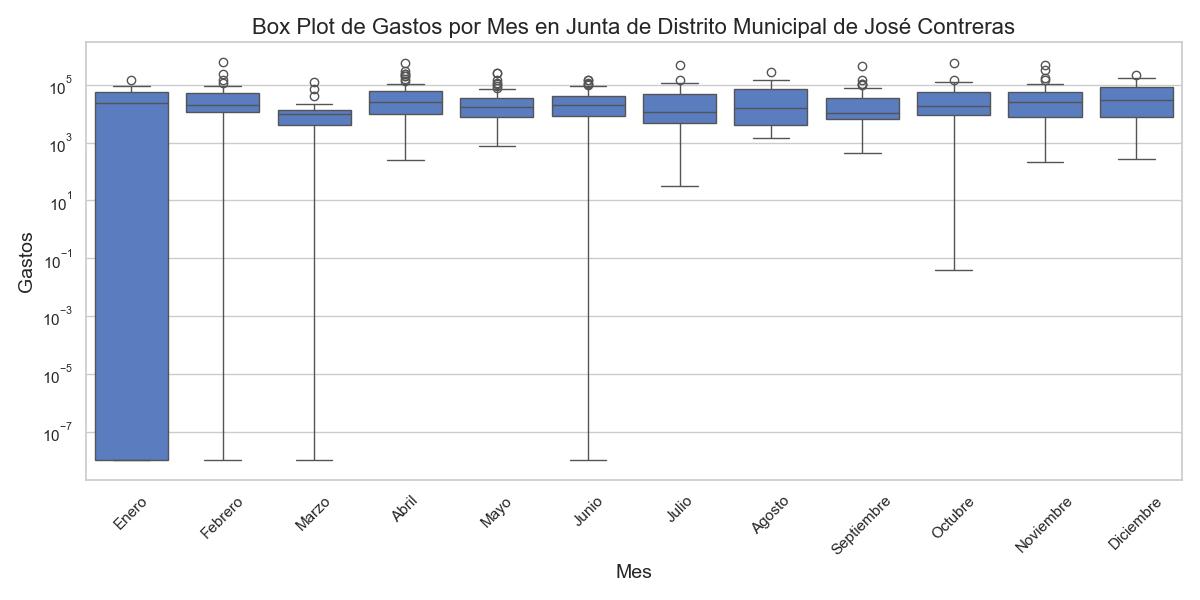 Box Plot de Gastos por Mes en Junta de Distrito Municipal de José Contreras
Gastos
10^5
10^3
10^1
10^−1
10^−3
10^−5
10^−7
Enero
Febrero
Marzo
Abril
Mayo
Junio
Julio
Agosto
Septiembre
Octubre
Noviembre
Diciembre
Mes